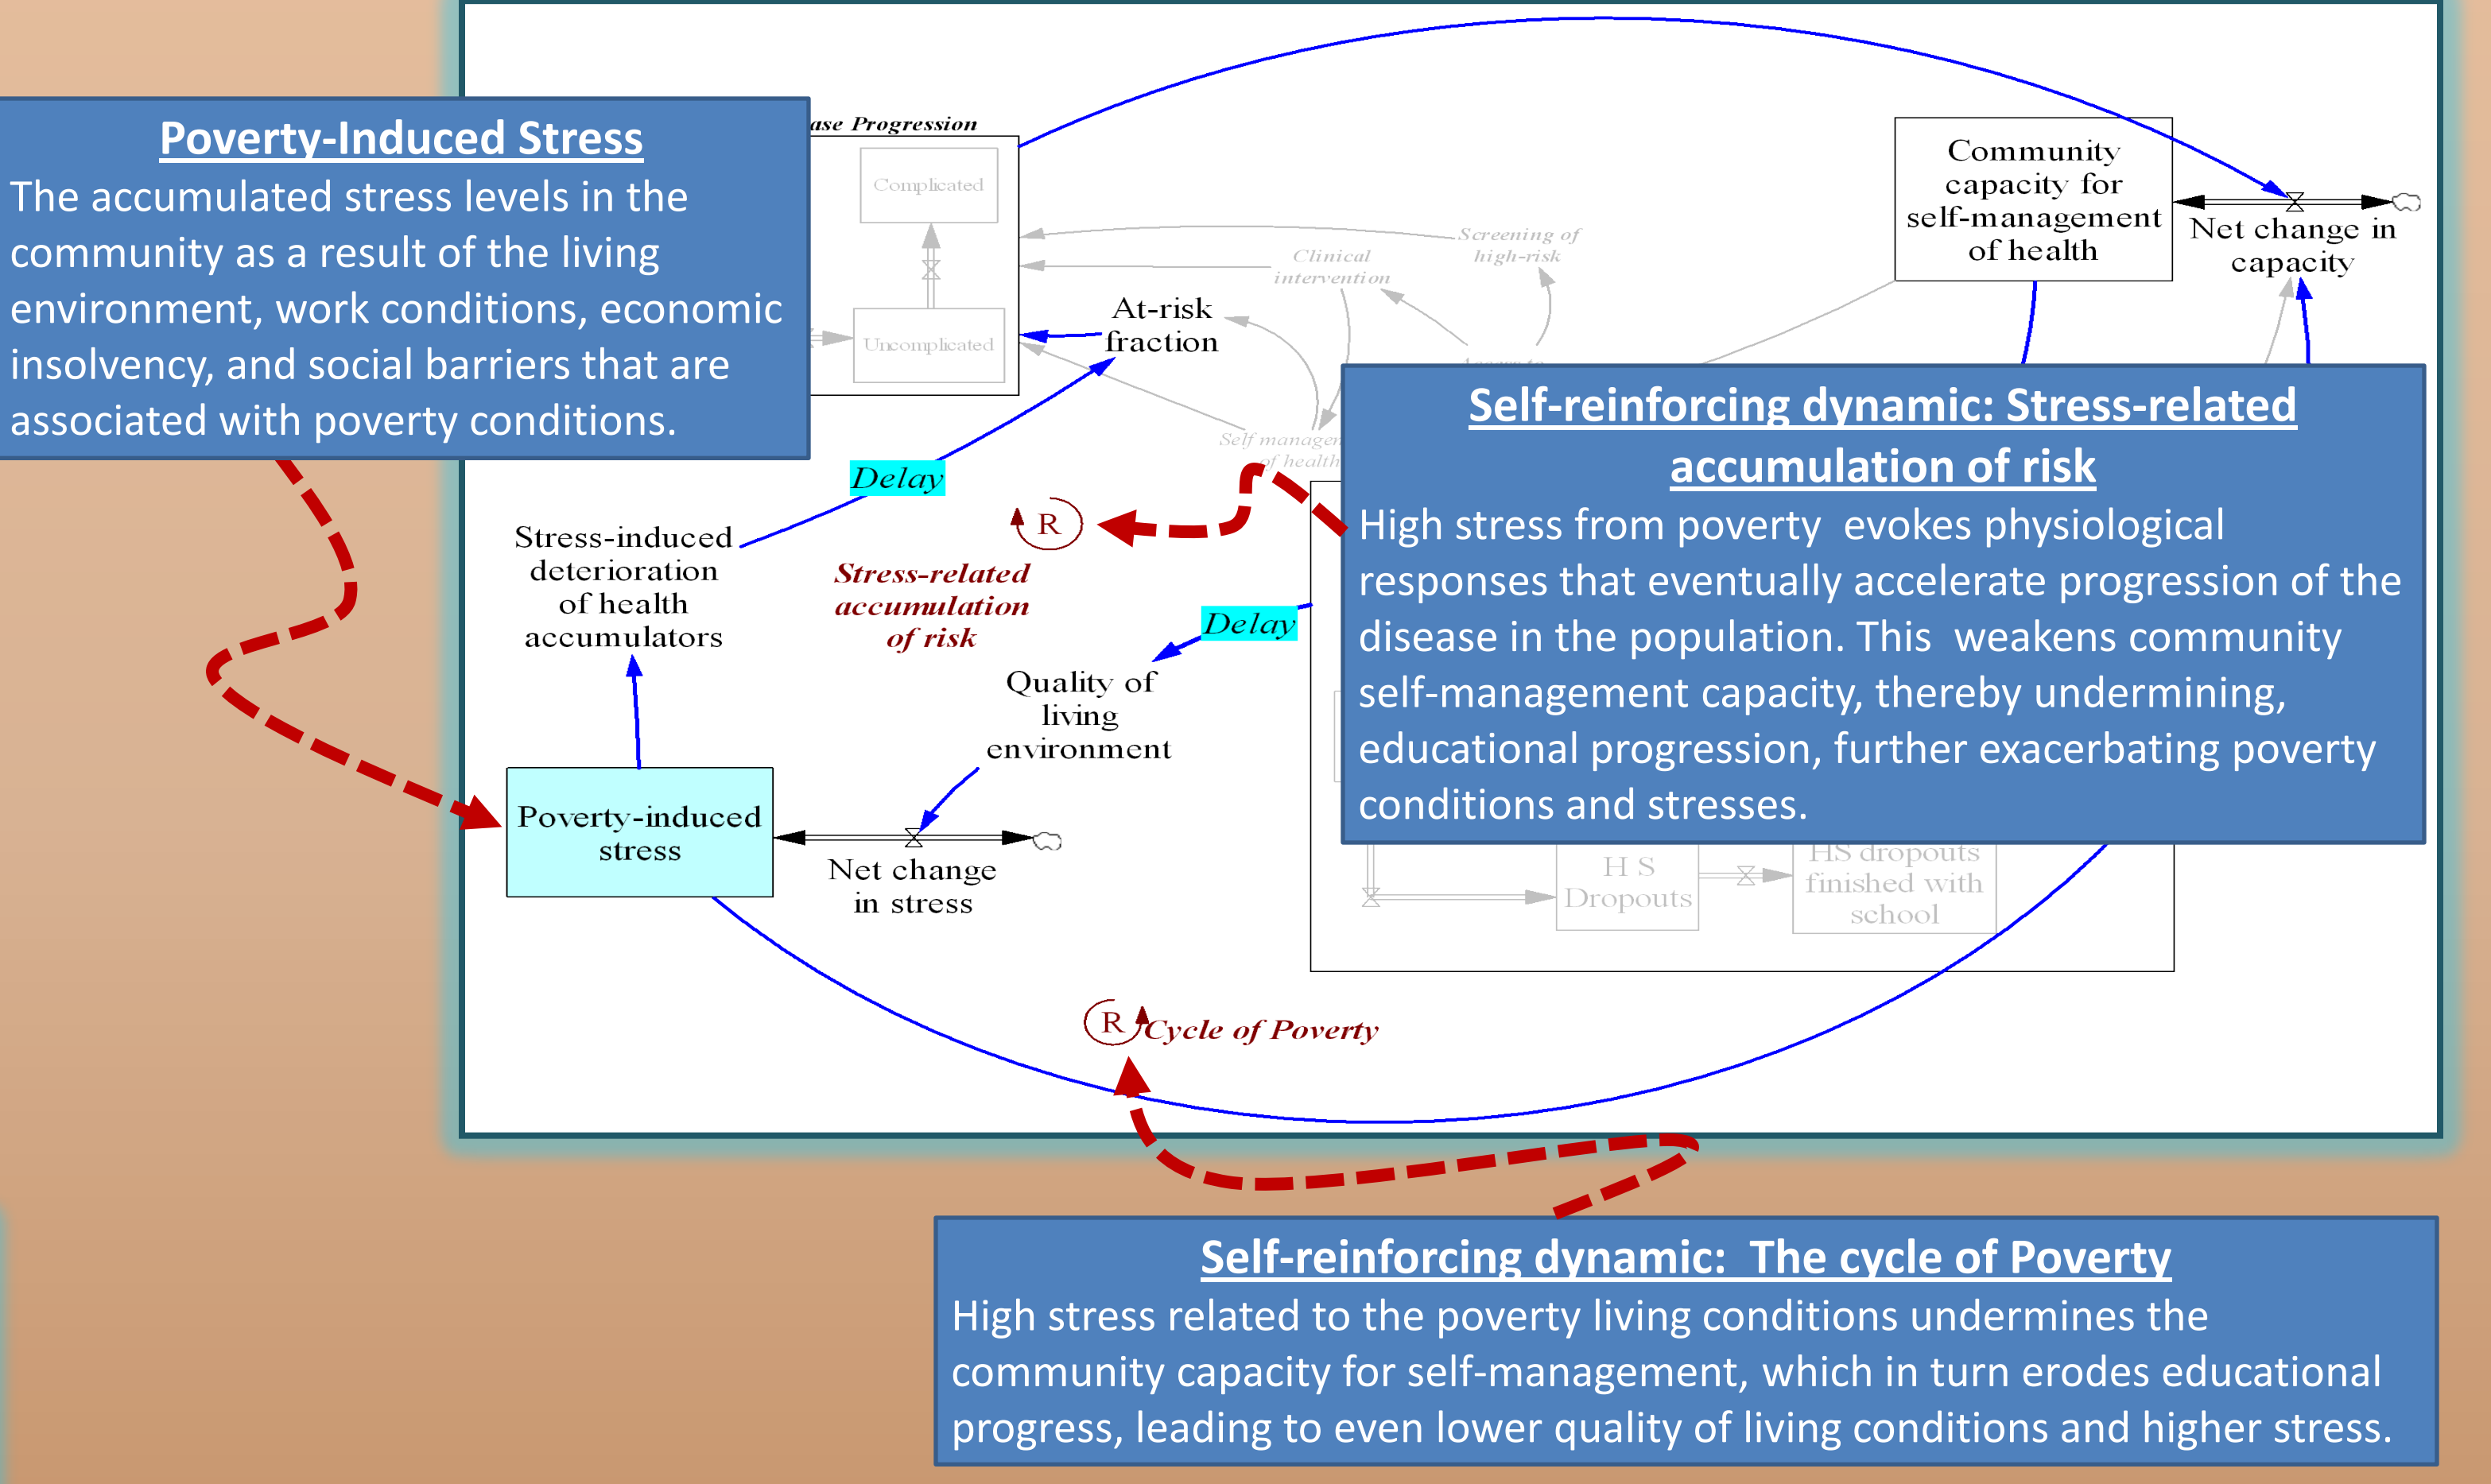 Poverty-Induced Stress
The accumulated stress levels in the
community as a result of the living
environment, work conditions, economic
insolvency, and social barriers that are
associated with poverty conditions.
ase Progression
Complicated
Uncomplicated
At-risk
fraction
Clinical
intervention
Screening of
high-risk
Community
capacity for
self-management
of health
Net change in
capacity
Self manage
of health
Delay
Stress-induced
deterioration
of health
accumulators
R
Stress-related
accumulation
of risk
Delay
Quality of
living
environment
Self-reinforcing dynamic: Stress-related
accumulation of risk
High stress from poverty  evokes physiological
responses that eventually accelerate progression of the
disease in the population. This  weakens community
self-management capacity, thereby undermining,
educational progression, further exacerbating poverty
conditions and stresses.
Poverty-induced
stress
Net change
in stress
H S
Dropouts
HS dropouts
finished with
school
R
Cycle of Poverty
Self-reinforcing dynamic:  The cycle of Poverty
High stress related to the poverty living conditions undermines the
community capacity for self-management, which in turn erodes educational
progress, leading to even lower quality of living conditions and higher stress.